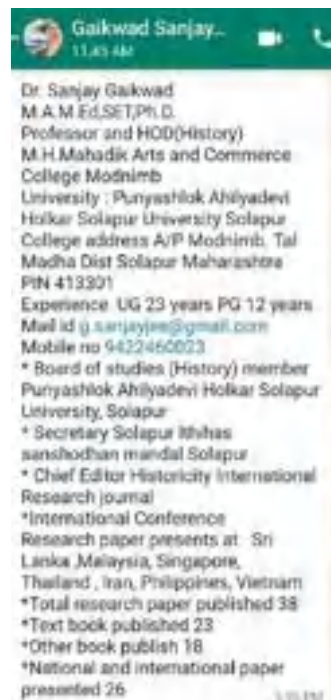 Gaikwad Sanjay..
11.45 AM
Dr. Sanjay Gaikwad
M.A.M.Ed,SET,Ph.D.
Professor and HOD(History)
M.H.Mahadik Arts and Commerce
College Modnimb
University : Punyashlok Ahilyadevi
Holkar Solapur University Solapur
College address A/P Modnimb. Tal
Madha Dist Solapur Maharashtra
PIN 413301
Experience UG 23 years PG 12 years
Mail id g.sanjayjee@gmail.com
Mobile no 9422460023
* Board of studies (History) member
Punyashlok Ahilyadevi Holkar Solapur
University, Solapur
* Secretary Solapur Ithihas
sanshodhan mandal Solapur
* Chief Editor Historicity International
Research journal
*International Conference
Research paper presents at Sri
Lanka ,Malaysia, Singapore,
Thailand , Iran, Philippines, Vietnam
*Total research paper published 38
*Text book published 23
*Other book publish 18
*National and international paper
presented 26